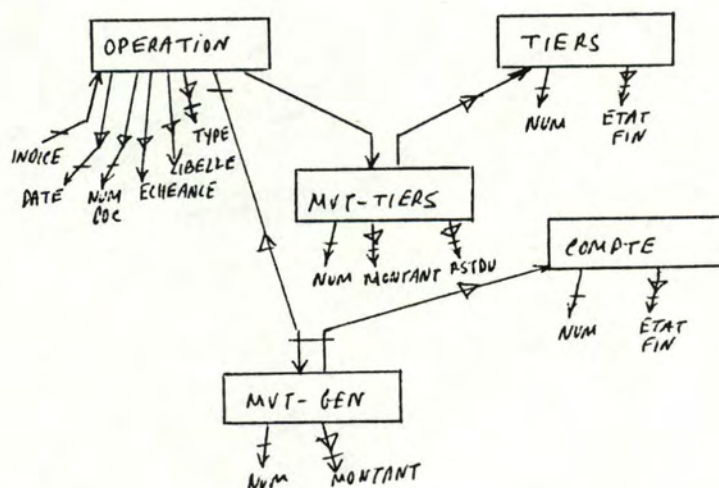 OPERATION
TIERS
INDICE
DATE
NUM
DOC
ECHEANCE
LIBELLE
TYPE
NUM
ETAT
FIN
MVT-TIERS
NUM
MONTANT
RSTDU
COMPTE
NUM
ETAT
FIN
MVT-GEN
NUM
MONTANT